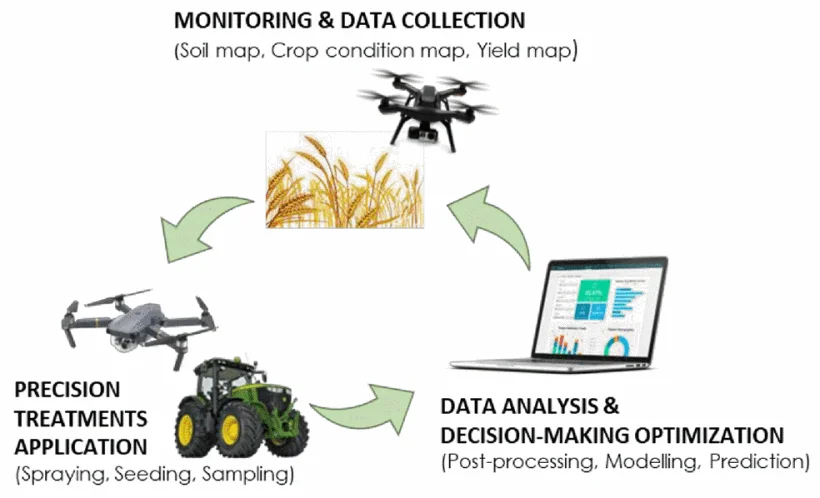 MONITORING & DATA COLLECTION
(Soil map, Crop condition map, Yield map)
PRECISION
TREATMENTS
APPLICATION
(Spraying, Seeding, Sampling)
DATA ANALYSIS &
DECISION-MAKING OPTIMIZATION
(Post-processing, Modelling, Prediction)